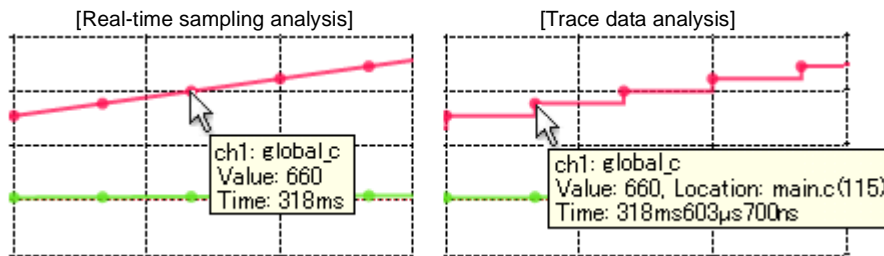 [Real-time sampling analysis]
[Trace data analysis]
ch1: global_c
Value: 660
Time: 318ms
ch1: global_c
Value: 660, Location: main.c(115)
Time: 318ms603µs700ns